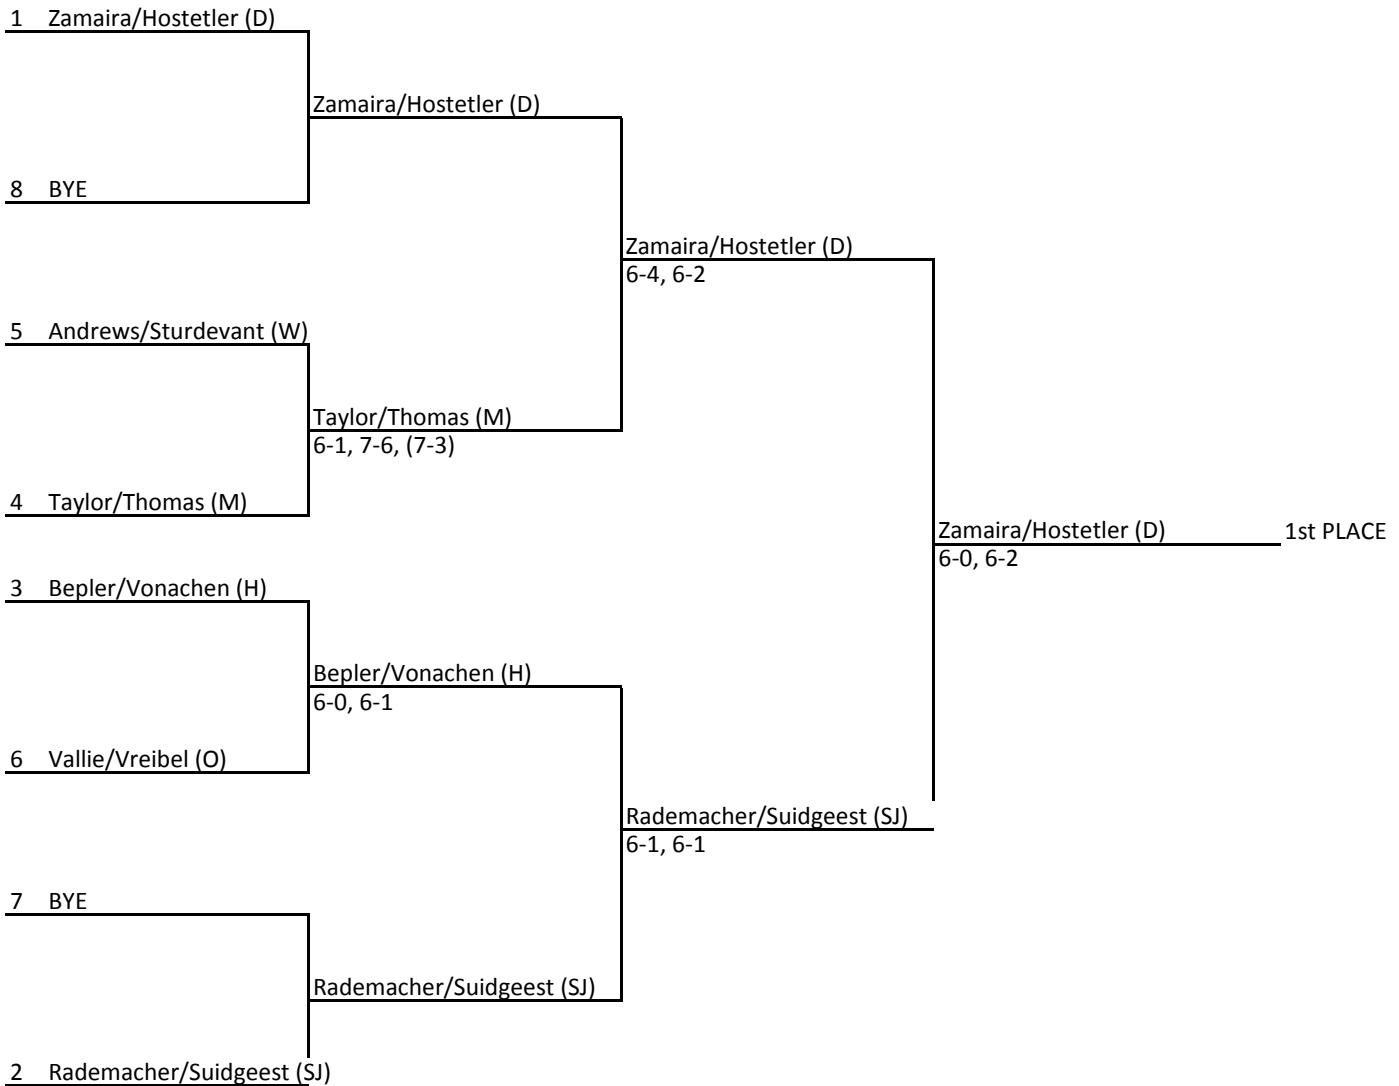 1 Zamaira/Hostetler (D)
Zamaira/Hostetler (D)
8 BYE
Zamaira/Hostetler (D)
6-4, 6-2
5 Andrews/Sturdevant (W)
Taylor/Thomas (M)
6-1, 7-6, (7-3)
4 Taylor/Thomas (M)
Zamaira/Hostetler (D) 1st PLACE
6-0, 6-2
3 Bepler/Vonachen (H)
Bepler/Vonachen (H)
6-0, 6-1
6 Vallie/Vreibel (O)
Rademacher/Suidgeest (SJ)
6-1, 6-1
7 BYE
Rademacher/Suidgeest (SJ)
2 Rademacher/Suidgeest (SJ)